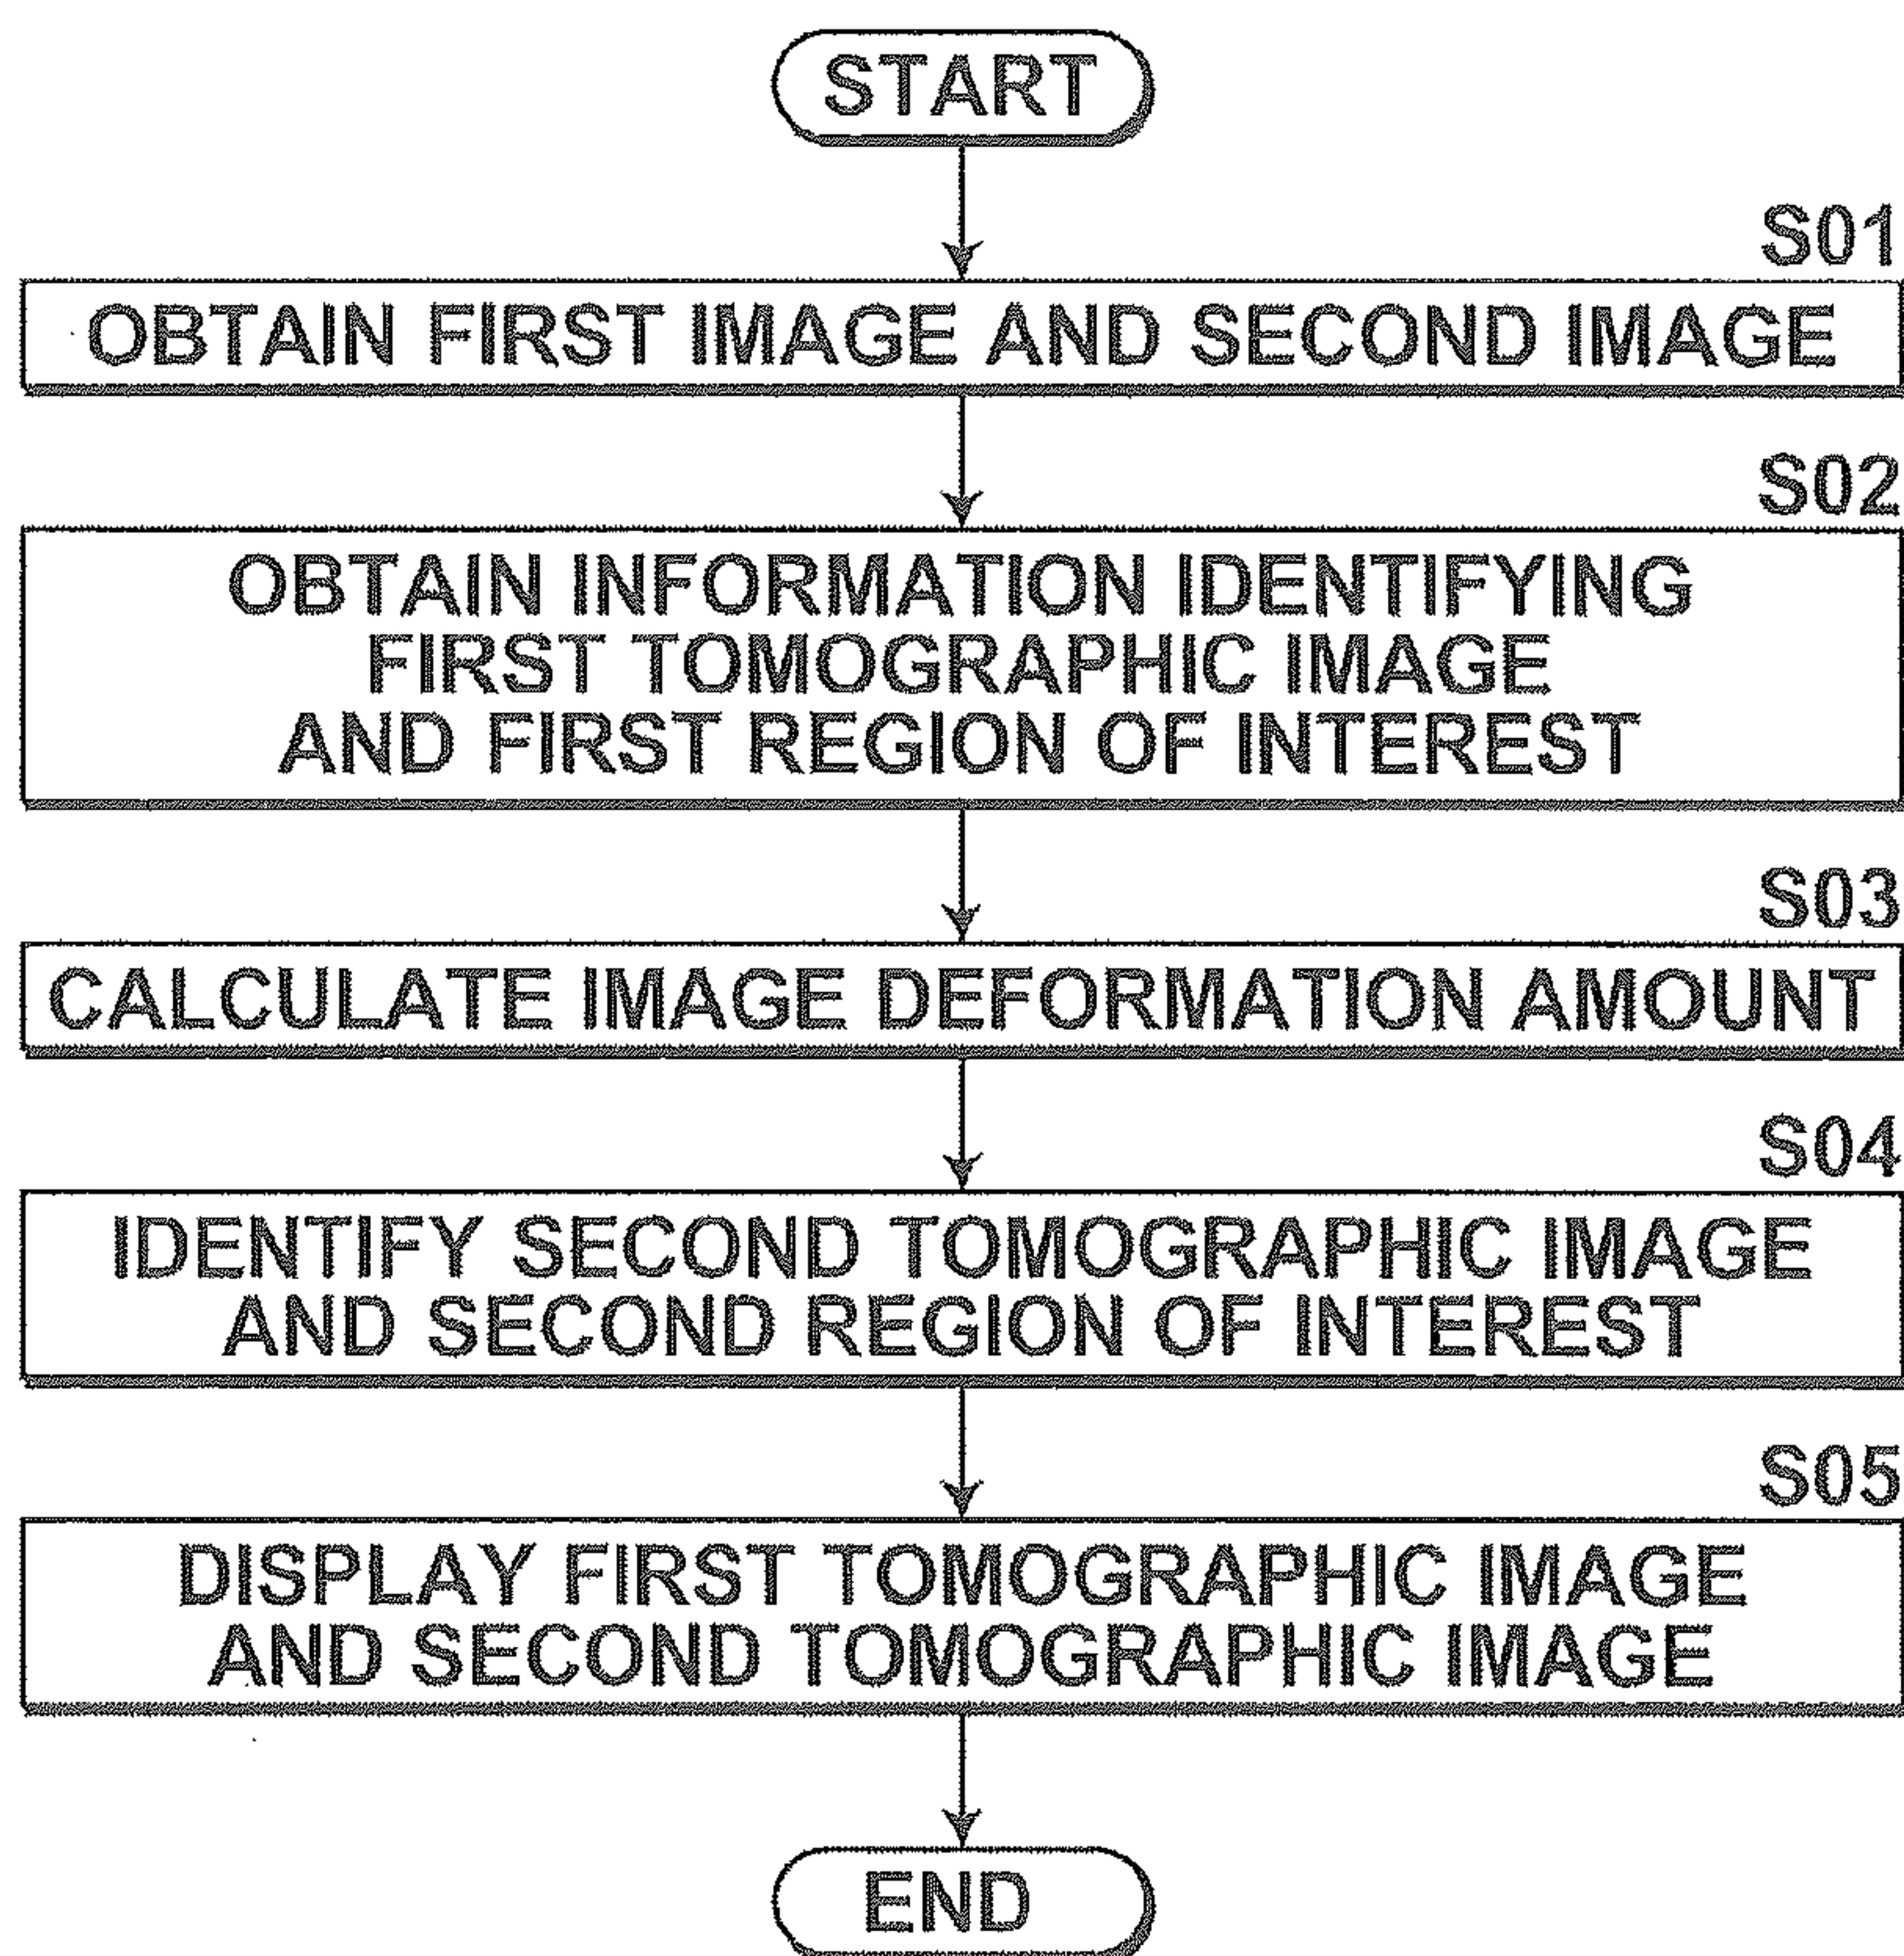 START
S01
OBTAIN FIRST IMAGE AND SECOND IMAGE
S02
OBTAIN INFORMATION IDENTIFYING
FIRST TOMOGRAPHIC IMAGE
AND FIRST REGION OF INTEREST
S03
CALCULATE IMAGE DEFORMATION AMOUNT
S04
IDENTIFY SECOND TOMOGRAPHIC IMAGE
AND SECOND REGION OF INTEREST
S05
DISPLAY FIRST TOMOGRAPHIC IMAGE
AND SECOND TOMOGRAPHIC IMAGE
END